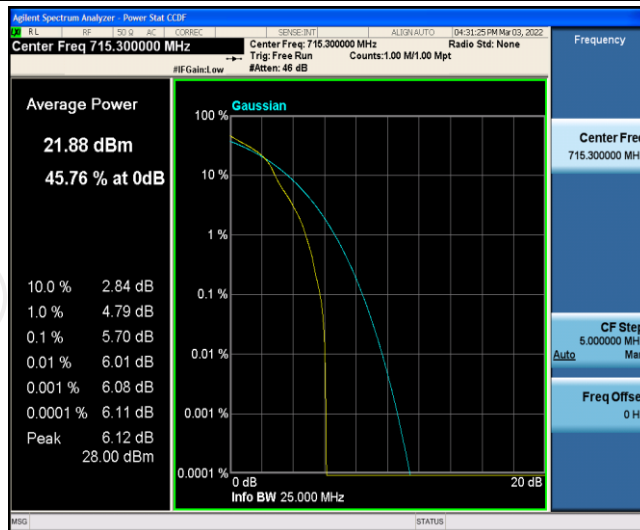 Agilent Spectrum Analyzer - Power Stat CCDF
LXI RL RF 50 Ω AC CORREC SENSE:INT ALIGN AUTO 04:31:25 PM Mar 03, 2022
Center Freq 715.300000 MHz
Center Freq: 715.300000 MHz Radio Std: None
Trig: Free Run Counts:1.00 M/1.00 Mpt
#IFGain:Low #Atten: 46 dB
Frequency
Average Power
21.88 dBm
45.76 % at 0dB
10.0 % 2.84 dB
1.0 % 4.79 dB
0.1 % 5.70 dB
0.01 % 6.01 dB
0.001 % 6.08 dB
0.0001 % 6.11 dB
Peak 6.12 dB
28.00 dBm
Gaussian
100 %
10 %
1 %
0.1 %
0.01 %
0.001 %
0.0001 %
0 dB 20 dB
Info BW 25.000 MHz
Center Fre
715.300000 MH
CF Step
5.000000 MH
Auto Ma
Freq Offse
0 H
MSG STATUS